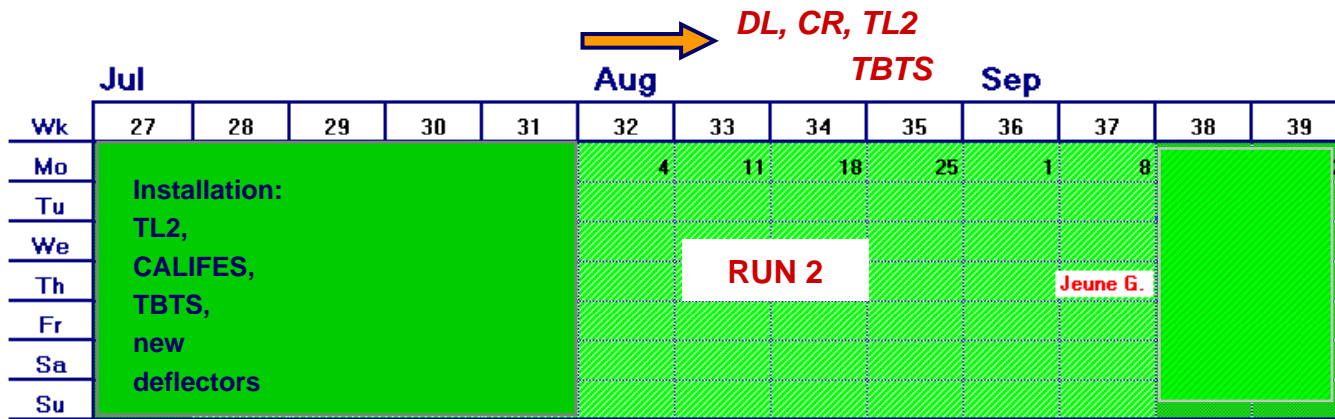 DL, CR, TL2
TBTS
Jul Aug Sep
Wk 27 28 29 30 31 32 33 34 35 36 37 38 39
Mo 4 11 18 25 1 8
Installation:
Tu
TL2,
We
CALIFES,
RUN 2
Th Jeune G.
TBTS,
Fr
new
Sa
deflectors
Su